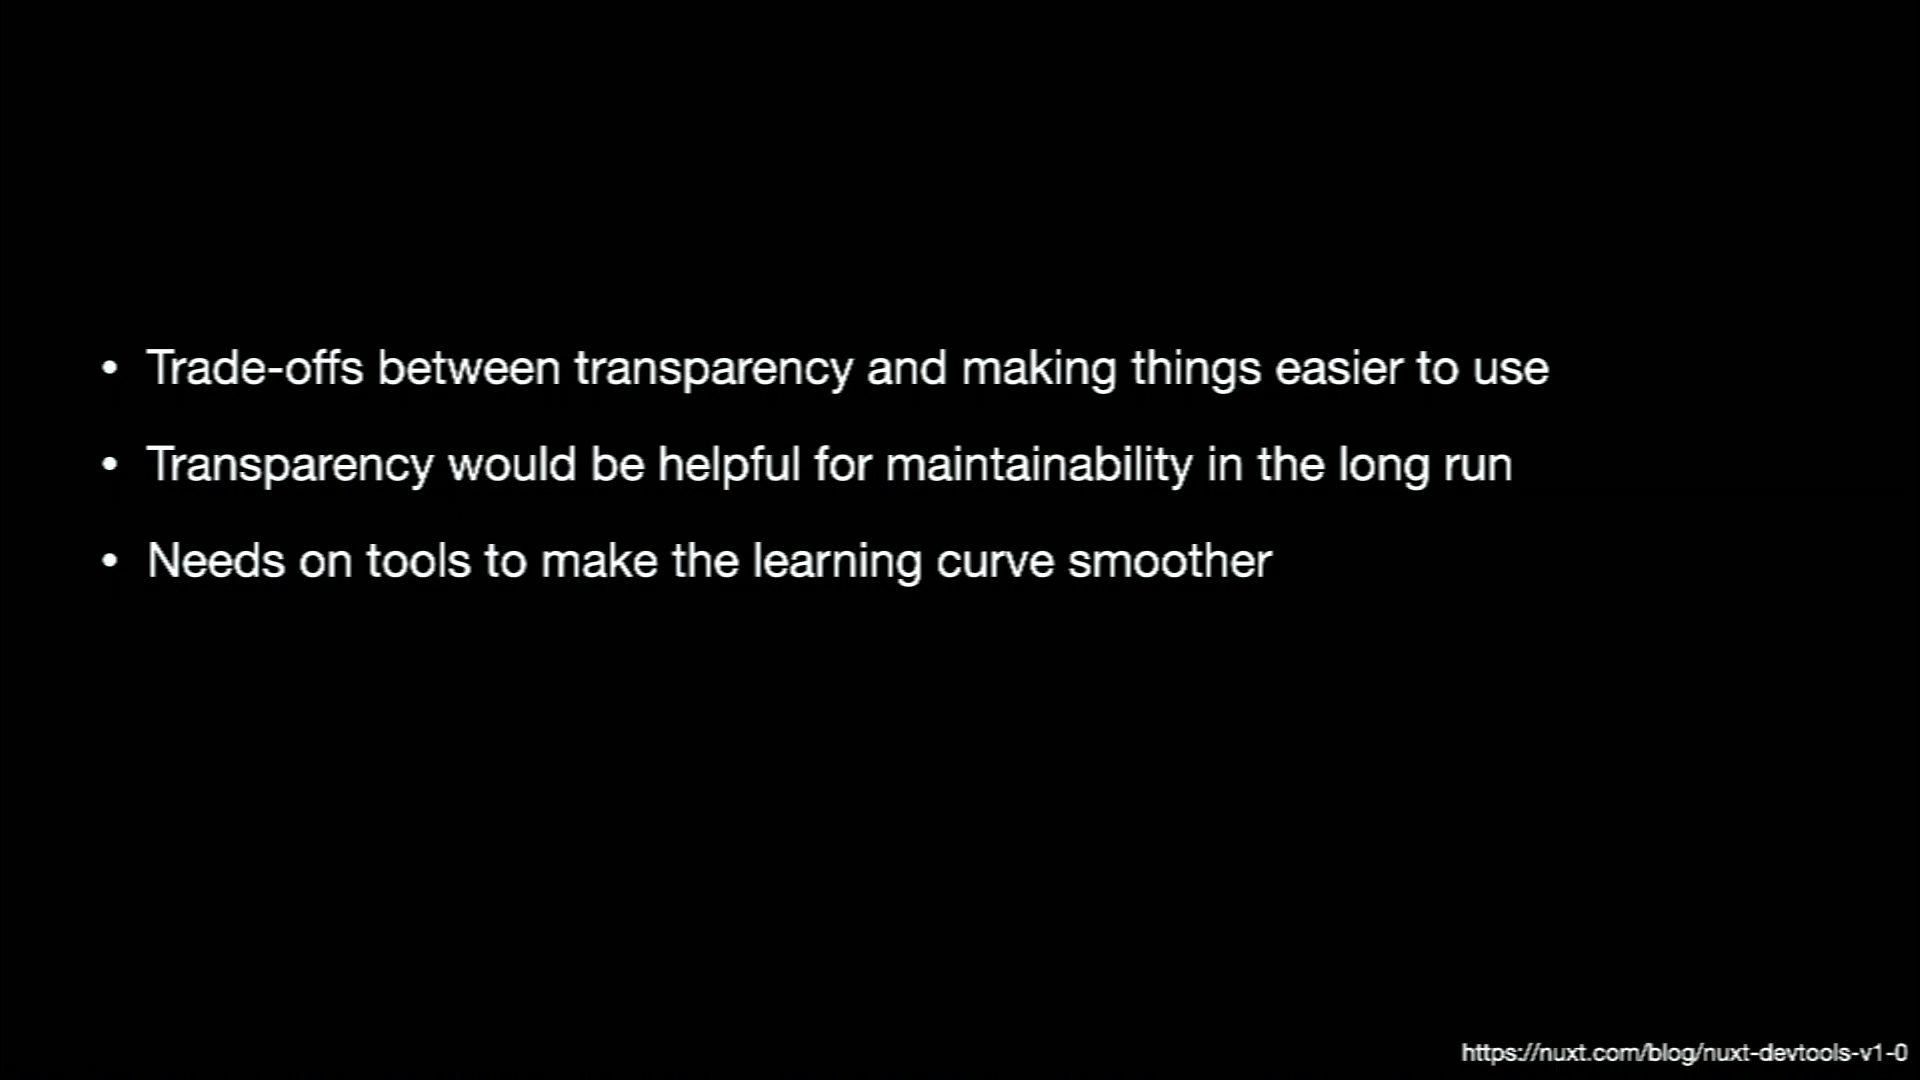 • Trade-offs between transparency and making things easier to use
• Transparency would be helpful for maintainability in the long run
• Needs on tools to make the learning curve smoother
https://nuxt.com/blog/nuxt-devtools-v1-0